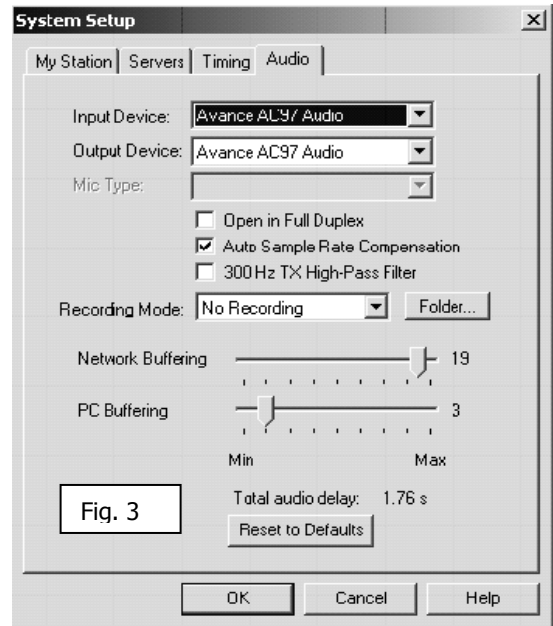 System Setup
My Station Servers Timing Audio
Input Device: Avance AC97 Audio
Output Device: Avance AC97 Audio
Mic Type:
Open in Full Duplex
Auto Sample Rate Compensation
300 Hz TX High-Pass Filter
Recording Mode: No Recording Folder...
Network Buffering 19
PC Buffering 3
Min Max
Total audio delay: 1.76 s
Fig. 3
Reset to Defaults
OK Cancel Help